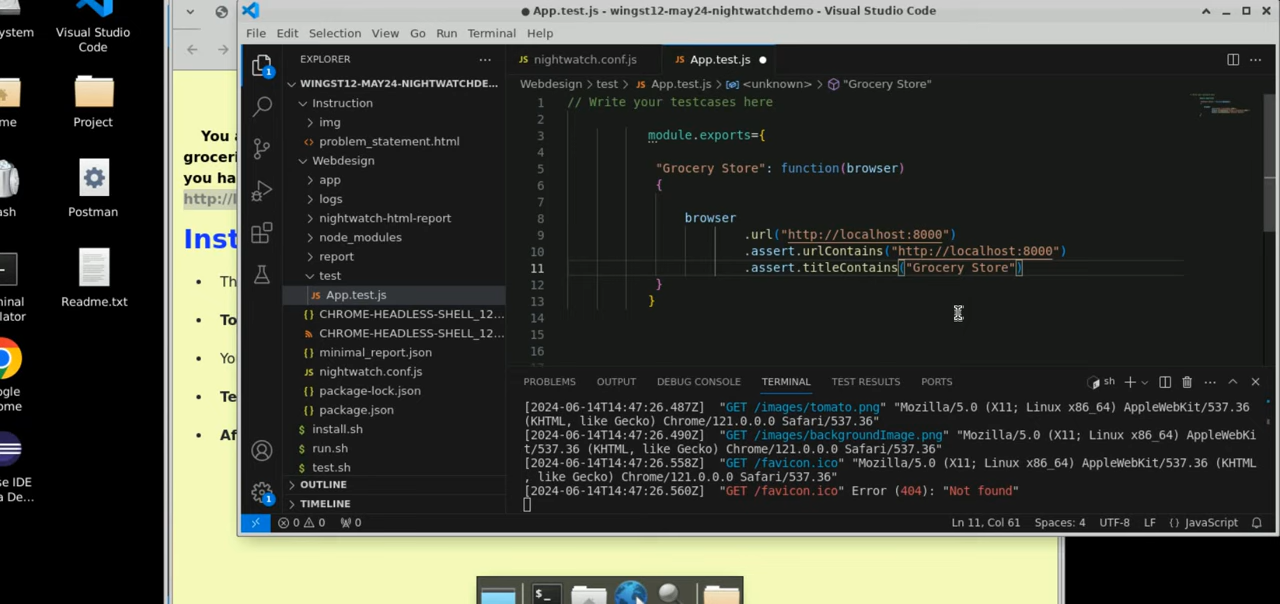 ystem
Visual Studio
Code
me
Project
ash
Postman
minal
lator
Readme.txt
ogle
ome
se IDE
a De...
You a
groceri
you ha
http://l
Inst
Th
To
Yo
Te
Af
● App.test.js - wingst12-may24-nightwatchdemo - Visual Studio Code
File Edit Selection View Go Run Terminal Help
EXPLORER ...
WINGST12-MAY24-NIGHTWATCHDE...
Instruction
img
problem_statement.html
Webdesign
app
logs
nightwatch-html-report
node_modules
report
test
App.test.js
CHROME-HEADLESS-SHELL_12...
CHROME-HEADLESS-SHELL_12...
minimal_report.json
nightwatch.conf.js
package-lock.json
package.json
install.sh
run.sh
test.sh
OUTLINE
TIMELINE
1
1
JS nightwatch.conf.js JS App.test.js ●
Webdesign > test > JS App.test.js > <unknown> > "Grocery Store"
1 // Write your testcases here
2
3 module.exports={
4
5 "Grocery Store": function(browser)
6 {
7
8 browser
9 .url("http://localhost:8000")
10 .assert.urlContains("http://localhost:8000")
11 .assert.titleContains("Grocery Store")
12 }
13 }
14
15
16
PROBLEMS OUTPUT DEBUG CONSOLE TERMINAL TEST RESULTS PORTS sh
[2024-06-14T14:47:26.487Z] "GET /images/tomato.png" "Mozilla/5.0 (X11; Linux x86_64) AppleWebKit/537.36
(KHTML, like Gecko) Chrome/121.0.0.0 Safari/537.36"
[2024-06-14T14:47:26.490Z] "GET /images/backgroundImage.png" "Mozilla/5.0 (X11; Linux x86_64) AppleWebKi
t/537.36 (KHTML, like Gecko) Chrome/121.0.0.0 Safari/537.36"
[2024-06-14T14:47:26.558Z] "GET /favicon.ico" "Mozilla/5.0 (X11; Linux x86_64) AppleWebKit/537.36 (KHTML
, like Gecko) Chrome/121.0.0.0 Safari/537.36"
[2024-06-14T14:47:26.560Z] "GET /favicon.ico" Error (404): "Not found"
0 0 0 Ln 11, Col 61 Spaces: 4 UTF-8 LF {} JavaScript
$_